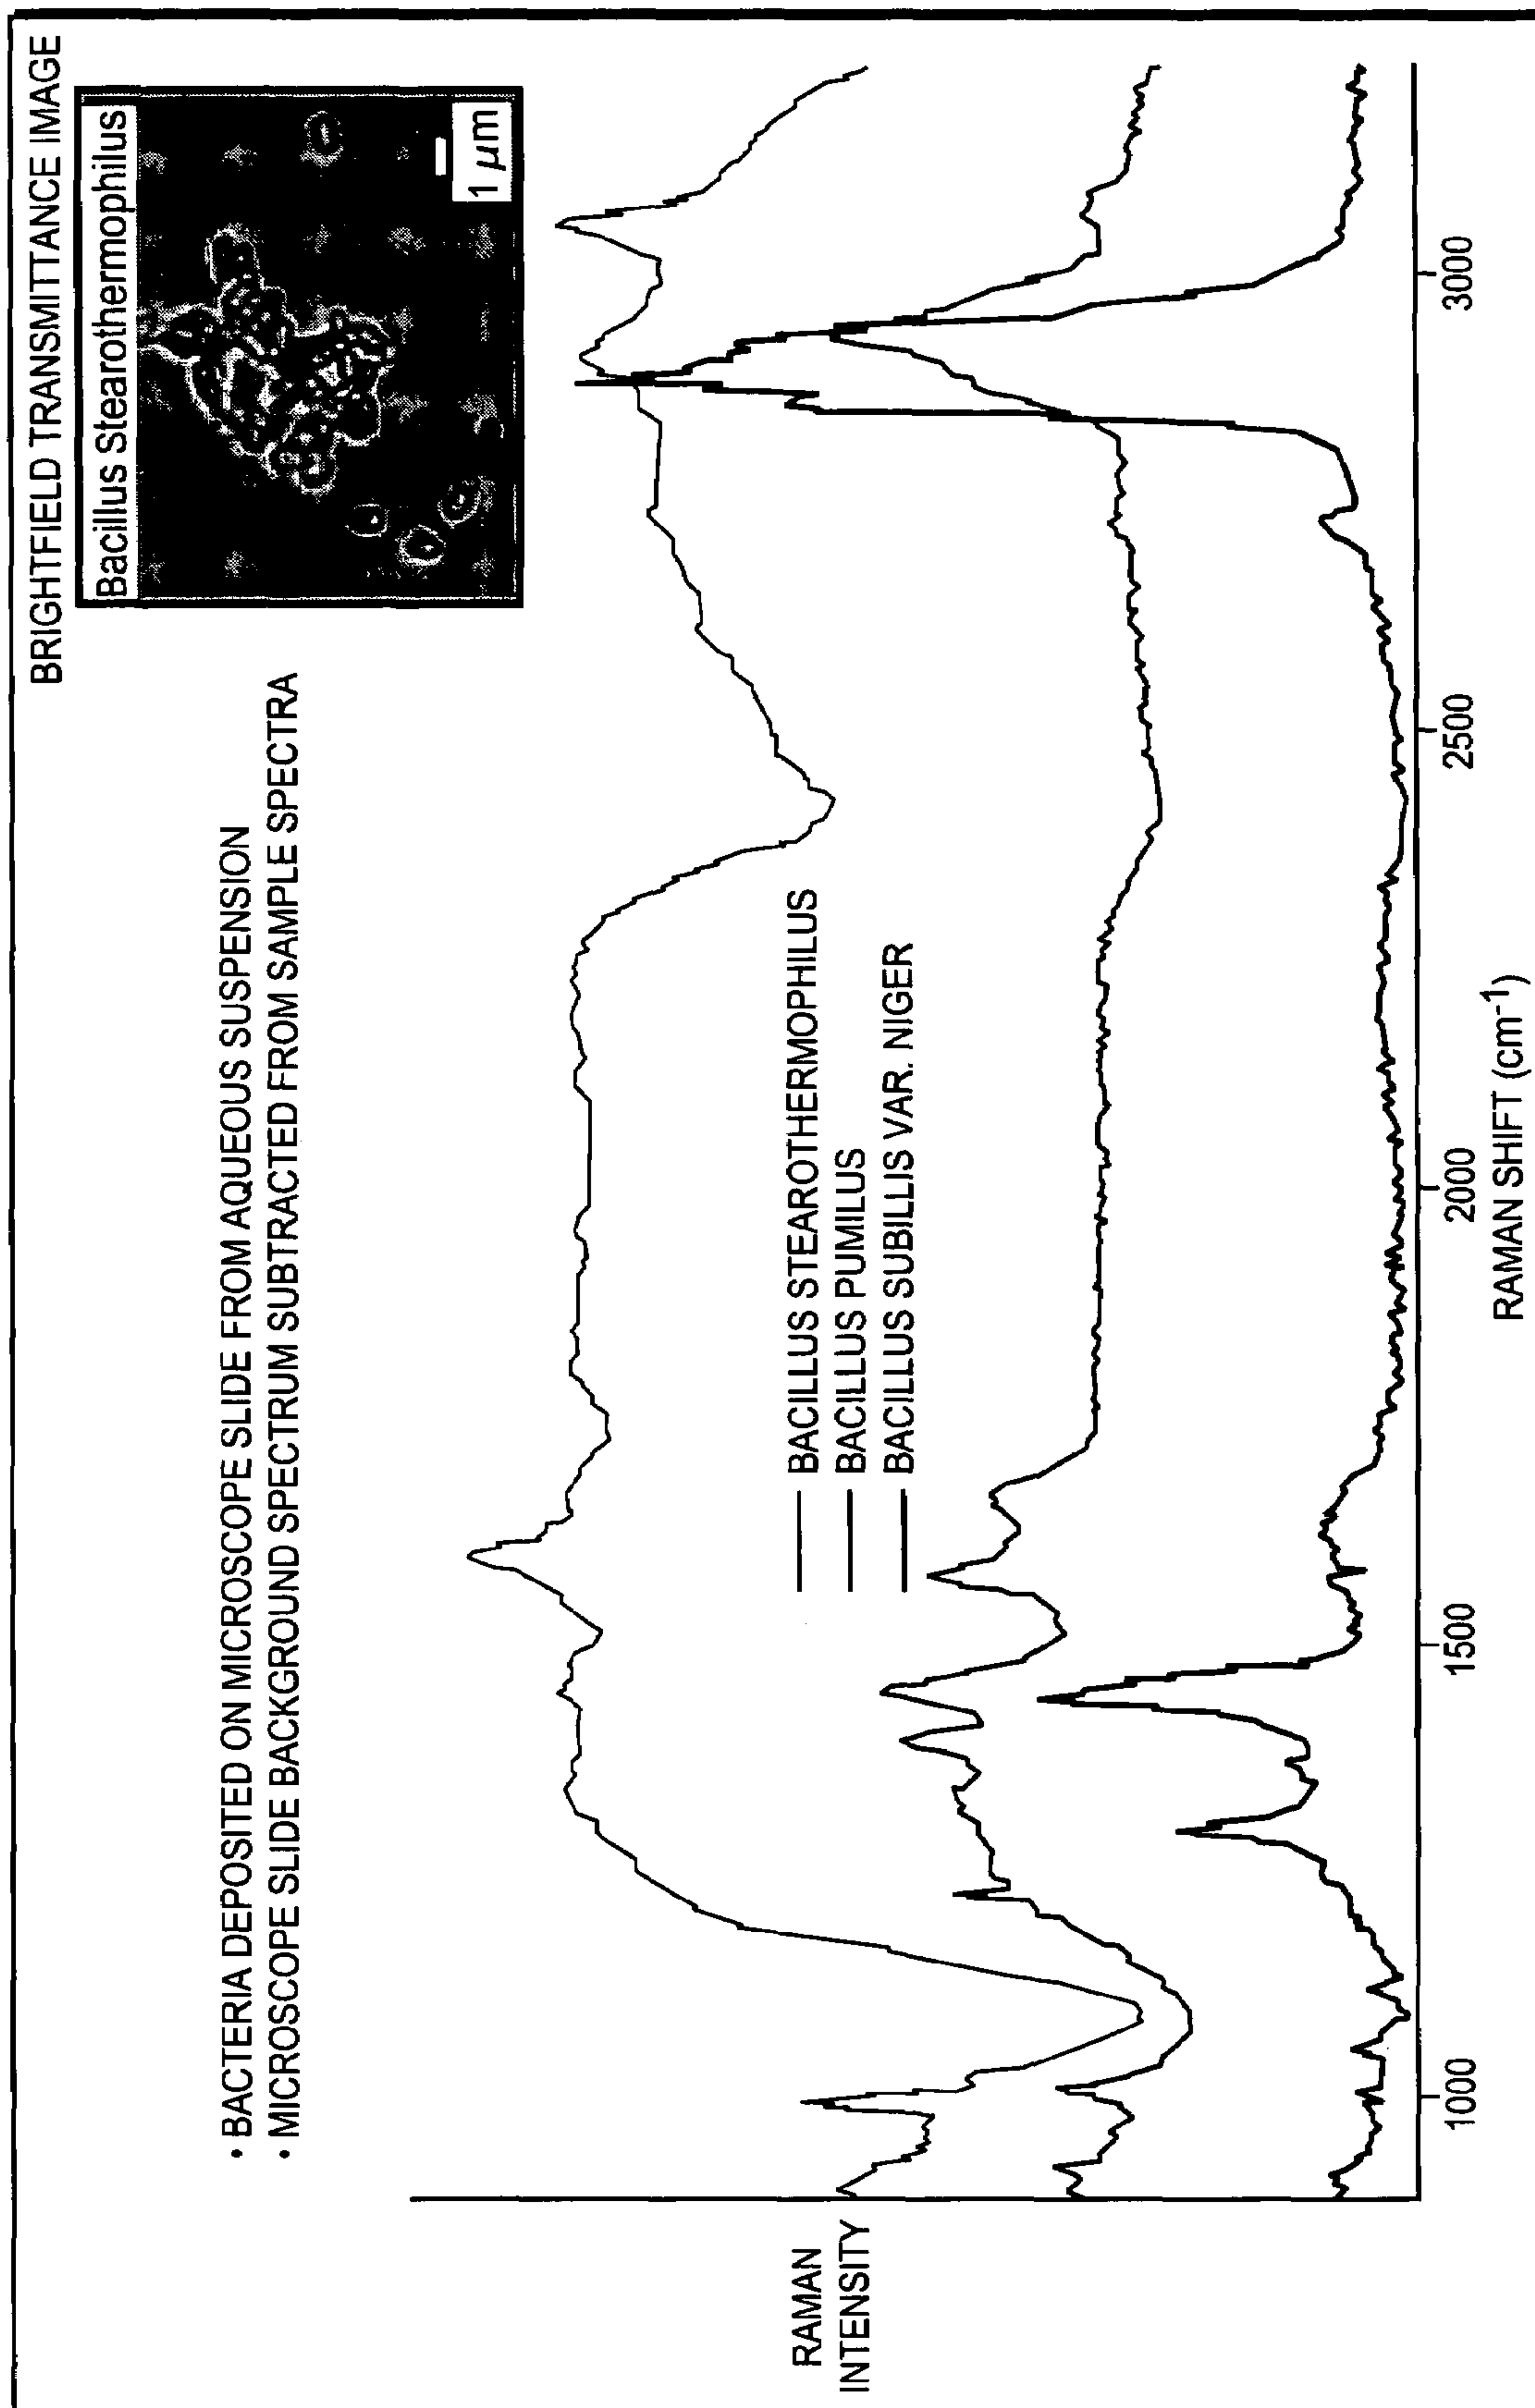 BRIGHTFIELD TRANSMITTANCE IMAGE
Bacillus Stearothermophilus
1 μm
• BACTERIA DEPOSITED ON MICROSCOPE SLIDE FROM AQUEOUS SUSPENSION
• MICROSCOPE SLIDE BACKGROUND SPECTRUM SUBTRACTED FROM SAMPLE SPECTRA
BACILLUS STEAROTHERMOPHILUS
BACILLUS PUMILUS
BACILLUS SUBILLIS VAR. NIGER
RAMAN
INTENSITY
1000 1500 2000 2500 3000
RAMAN SHIFT (cm⁻¹)